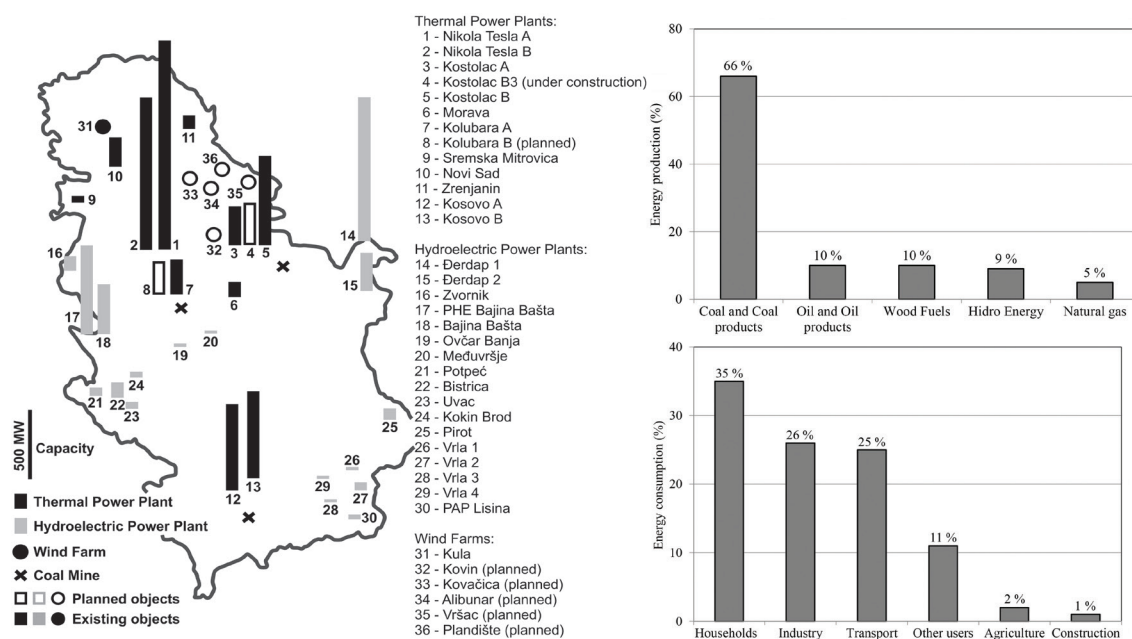 31
11
10
9
36
33
35
34
32
2
1
3
4
5
14
16
8
7
6
15
17
18
20
19
24
21
22
23
25
12
13
26
29
27
28
30
500 MW
Capacity
Thermal Power Plant
Hydroelectric Power Plant
Wind Farm
Coal Mine
Planned objects
Existing objects
Thermal Power Plants:
1 - Nikola Tesla A
2 - Nikola Tesla B
3 - Kostolac A
4 - Kostolac B3 (under construction)
5 - Kostolac B
6 - Morava
7 - Kolubara A
8 - Kolubara B (planned)
9 - Sremska Mitrovica
10 - Novi Sad
11 - Zrenjanin
12 - Kosovo A
13 - Kosovo B
Hydroelectric Power Plants:
14 - Đerdap 1
15 - Đerdap 2
16 - Zvornik
17 - PHE Bajina Bašta
18 - Bajina Bašta
19 - Ovčar Banja
20 - Međuvršje
21 - Potpeć
22 - Bistrica
23 - Uvac
24 - Kokin Brod
25 - Pirot
26 - Vrla 1
27 - Vrla 2
28 - Vrla 3
29 - Vrla 4
30 - PAP Lisina
Wind Farms:
31 - Kula
32 - Kovin (planned)
33 - Kovačica (planned)
34 - Alibunar (planned)
35 - Vršac (planned)
36 - Plandište (planned)
Energy production (%)
80
60
40
20
0
66 %
10 %
10 %
9 %
5 %
Coal and Coal
products
Oil and Oil
products
Wood Fuels
Hidro Energy
Natural gas
Energy consumption (%)
40
30
20
10
0
35 %
26 %
25 %
11 %
2 %
1 %
Households
Industry
Transport
Other users
Agriculture
Construction